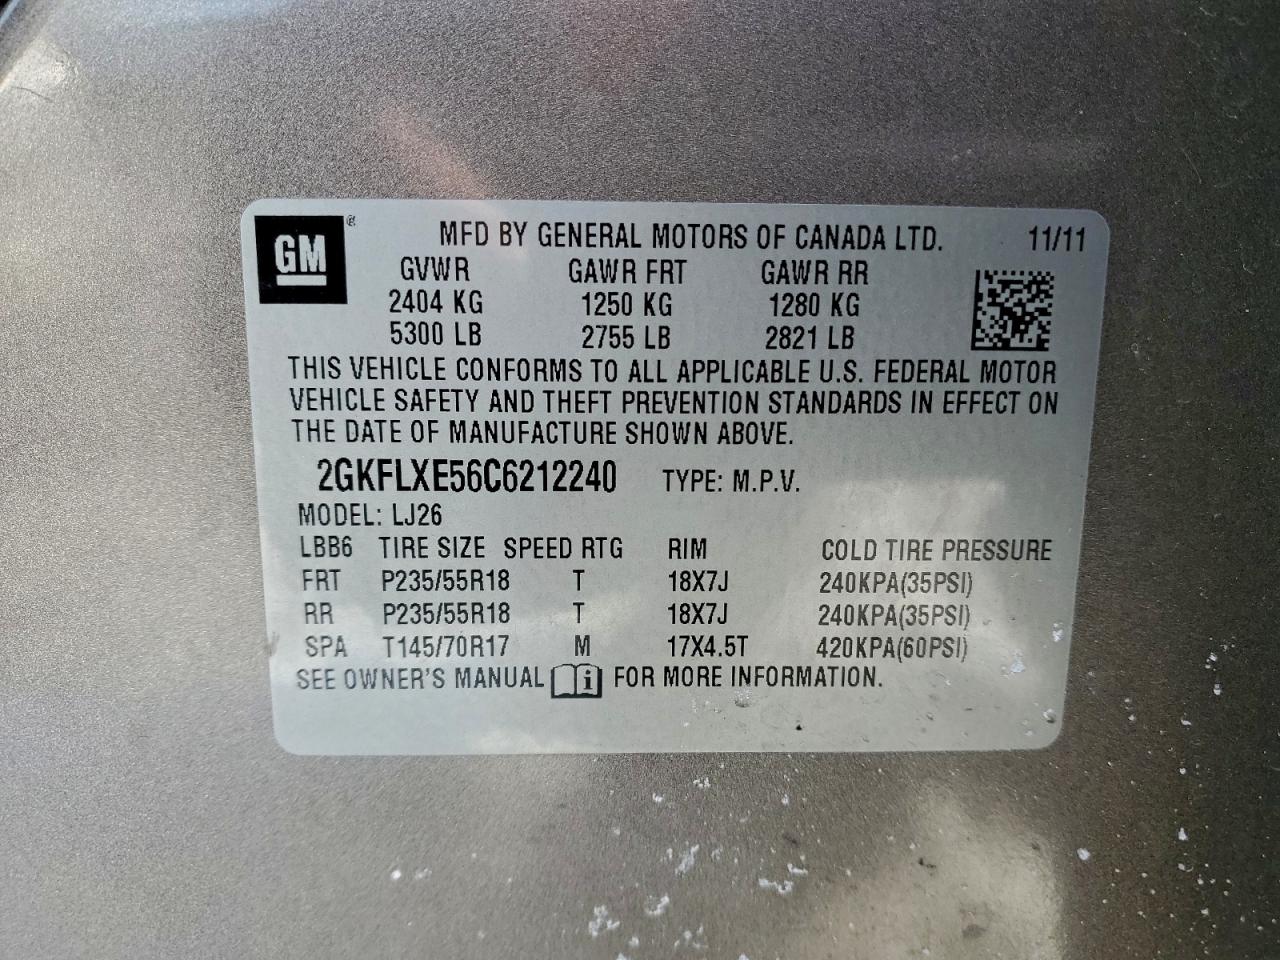 GM ®
MFD BY GENERAL MOTORS OF CANADA LTD. 11/11
GVWR GAWR FRT GAWR RR
2404 KG 1250 KG 1280 KG
5300 LB 2755 LB 2821 LB
THIS VEHICLE CONFORMS TO ALL APPLICABLE U.S. FEDERAL MOTOR
VEHICLE SAFETY AND THEFT PREVENTION STANDARDS IN EFFECT ON
THE DATE OF MANUFACTURE SHOWN ABOVE.
2GKFLXE56C6212240 TYPE: M.P.V.
MODEL: LJ26
LBB6 TIRE SIZE SPEED RTG RIM COLD TIRE PRESSURE
FRT P235/55R18 T 18X7J 240KPA(35PSI)
RR P235/55R18 T 18X7J 240KPA(35PSI)
SPA T145/70R17 M 17X4.5T 420KPA(60PSI)
SEE OWNER'S MANUAL i FOR MORE INFORMATION.